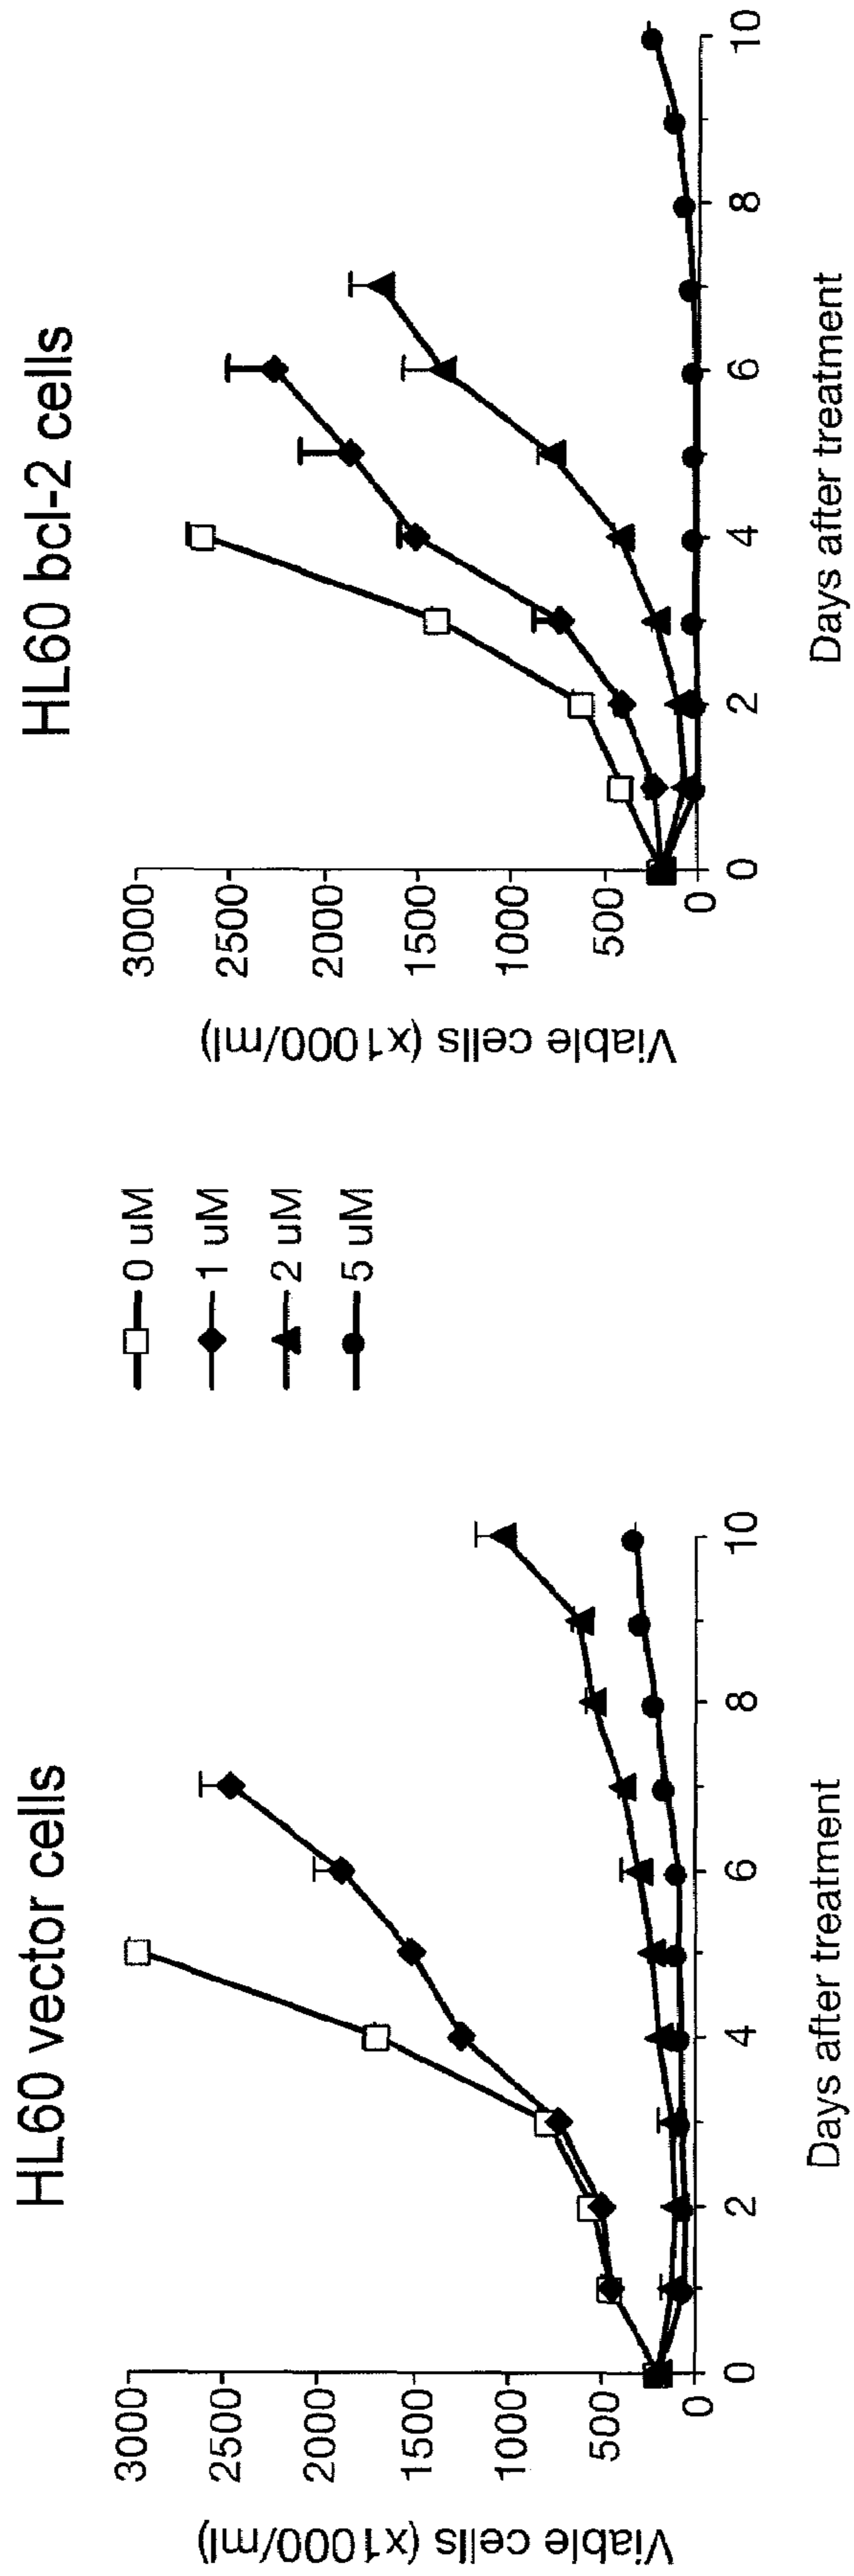 HL60 vector cells
Viable cells (x1000/ml)
3000
2500
2000
1500
1000
500
0
0 2 4 6 8 10
Days after treatment
0 uM
1 uM
2 uM
5 uM
HL60 bcl-2 cells
Viable cells (x1000/ml)
3000
2500
2000
1500
1000
500
0
0 2 4 6 8 10
Days after treatment